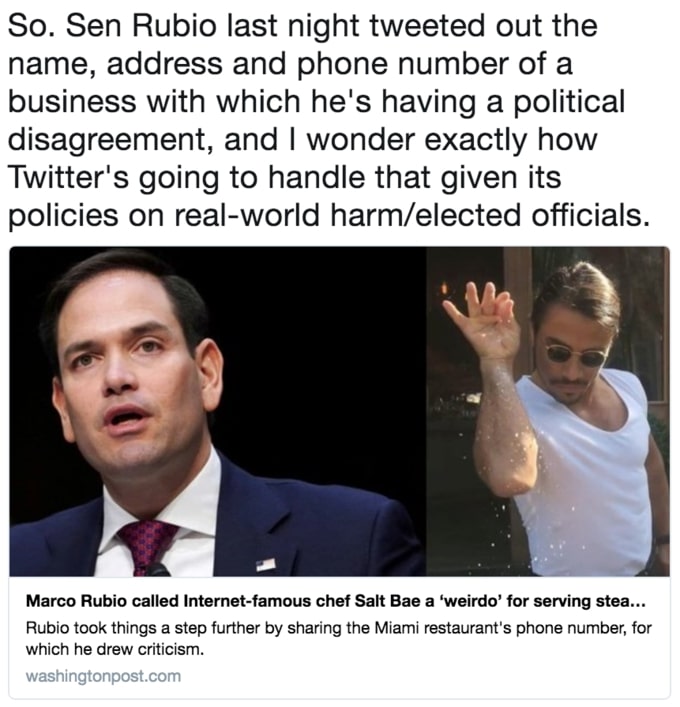 So. Sen Rubio last night tweeted out the
name, address and phone number of a
business with which he's having a political
disagreement, and I wonder exactly how
Twitter's going to handle that given its
policies on real-world harm/elected officials.
Marco Rubio called Internet-famous chef Salt Bae a ‘weirdo’ for serving stea...
Rubio took things a step further by sharing the Miami restaurant's phone number, for
which he drew criticism.
washingtonpost.com